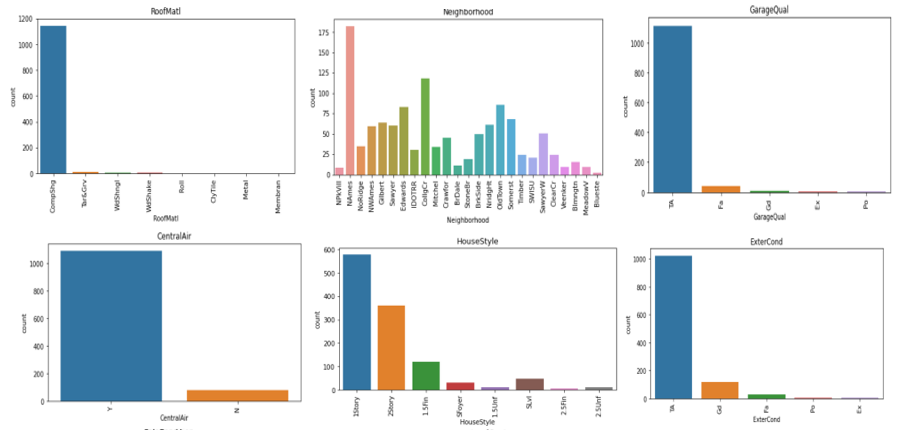 RoofMatl
count
1200
1000
800
600
400
200
0
CompShg
Tar&Grv
WdShngl
WdShake
Roll
ClyTile
Metal
Membran
RoofMatl
Neighborhood
count
175
150
125
100
75
50
25
0
NPkVill
NAmes
NoRidge
NWAmes
Gilbert
Sawyer
Edwards
IDOTRR
CollgCr
Mitchel
Crawfor
BrDale
StoneBr
BrkSide
NridgHt
OldTown
Somerst
Timber
SWISU
SawyerW
ClearCr
Veenker
Blmngtn
MeadowV
Blueste
Neighborhood
GarageQual
count
1000
800
600
400
200
0
TA
Fa
Gd
Ex
Po
GarageQual
CentralAir
count
1000
800
600
400
200
0
Y
N
CentralAir
HouseStyle
count
600
500
400
300
200
100
0
1Story
2Story
1.5Fin
SFoyer
1.5Unf
SLvl
2.5Fin
2.5Unf
HouseStyle
ExterCond
count
1000
800
600
400
200
0
TA
Gd
Fa
Po
Ex
ExterCond